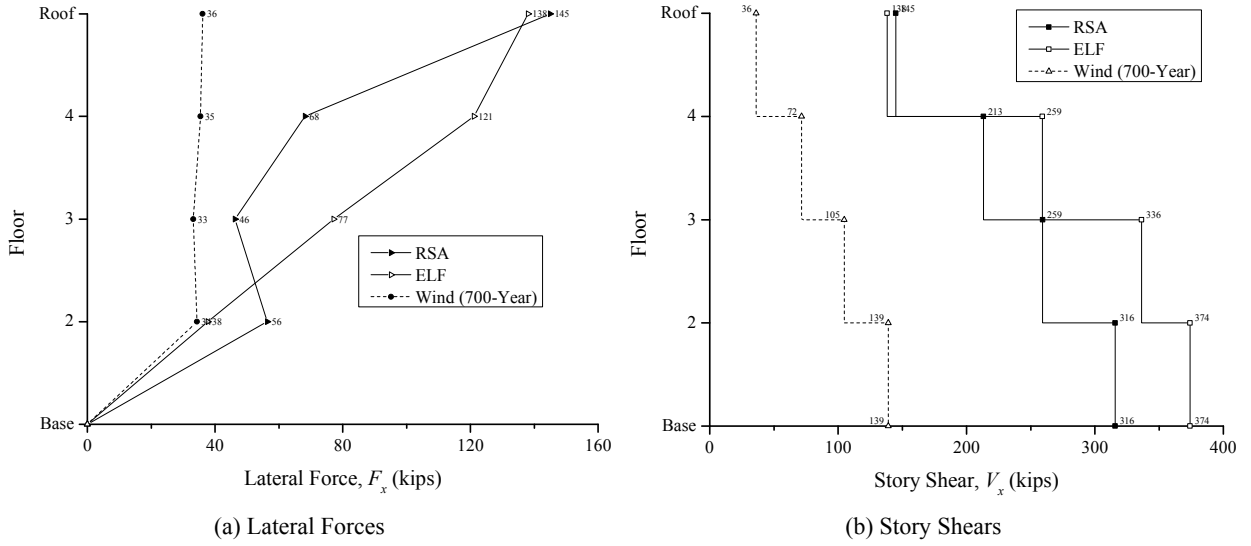 Roof
4
3
2
Base
Floor
36
35
33
138
145
68
121
46
77
38
56
RSA
ELF
Wind (700-Year)
0
40
80
120
160
Lateral Force, F_x (kips)
(a) Lateral Forces
Roof
4
3
2
Base
Floor
36
138
145
72
213
259
105
259
336
139
316
374
139
316
374
RSA
ELF
Wind (700-Year)
0
100
200
300
400
Story Shear, V_x (kips)
(b) Story Shears